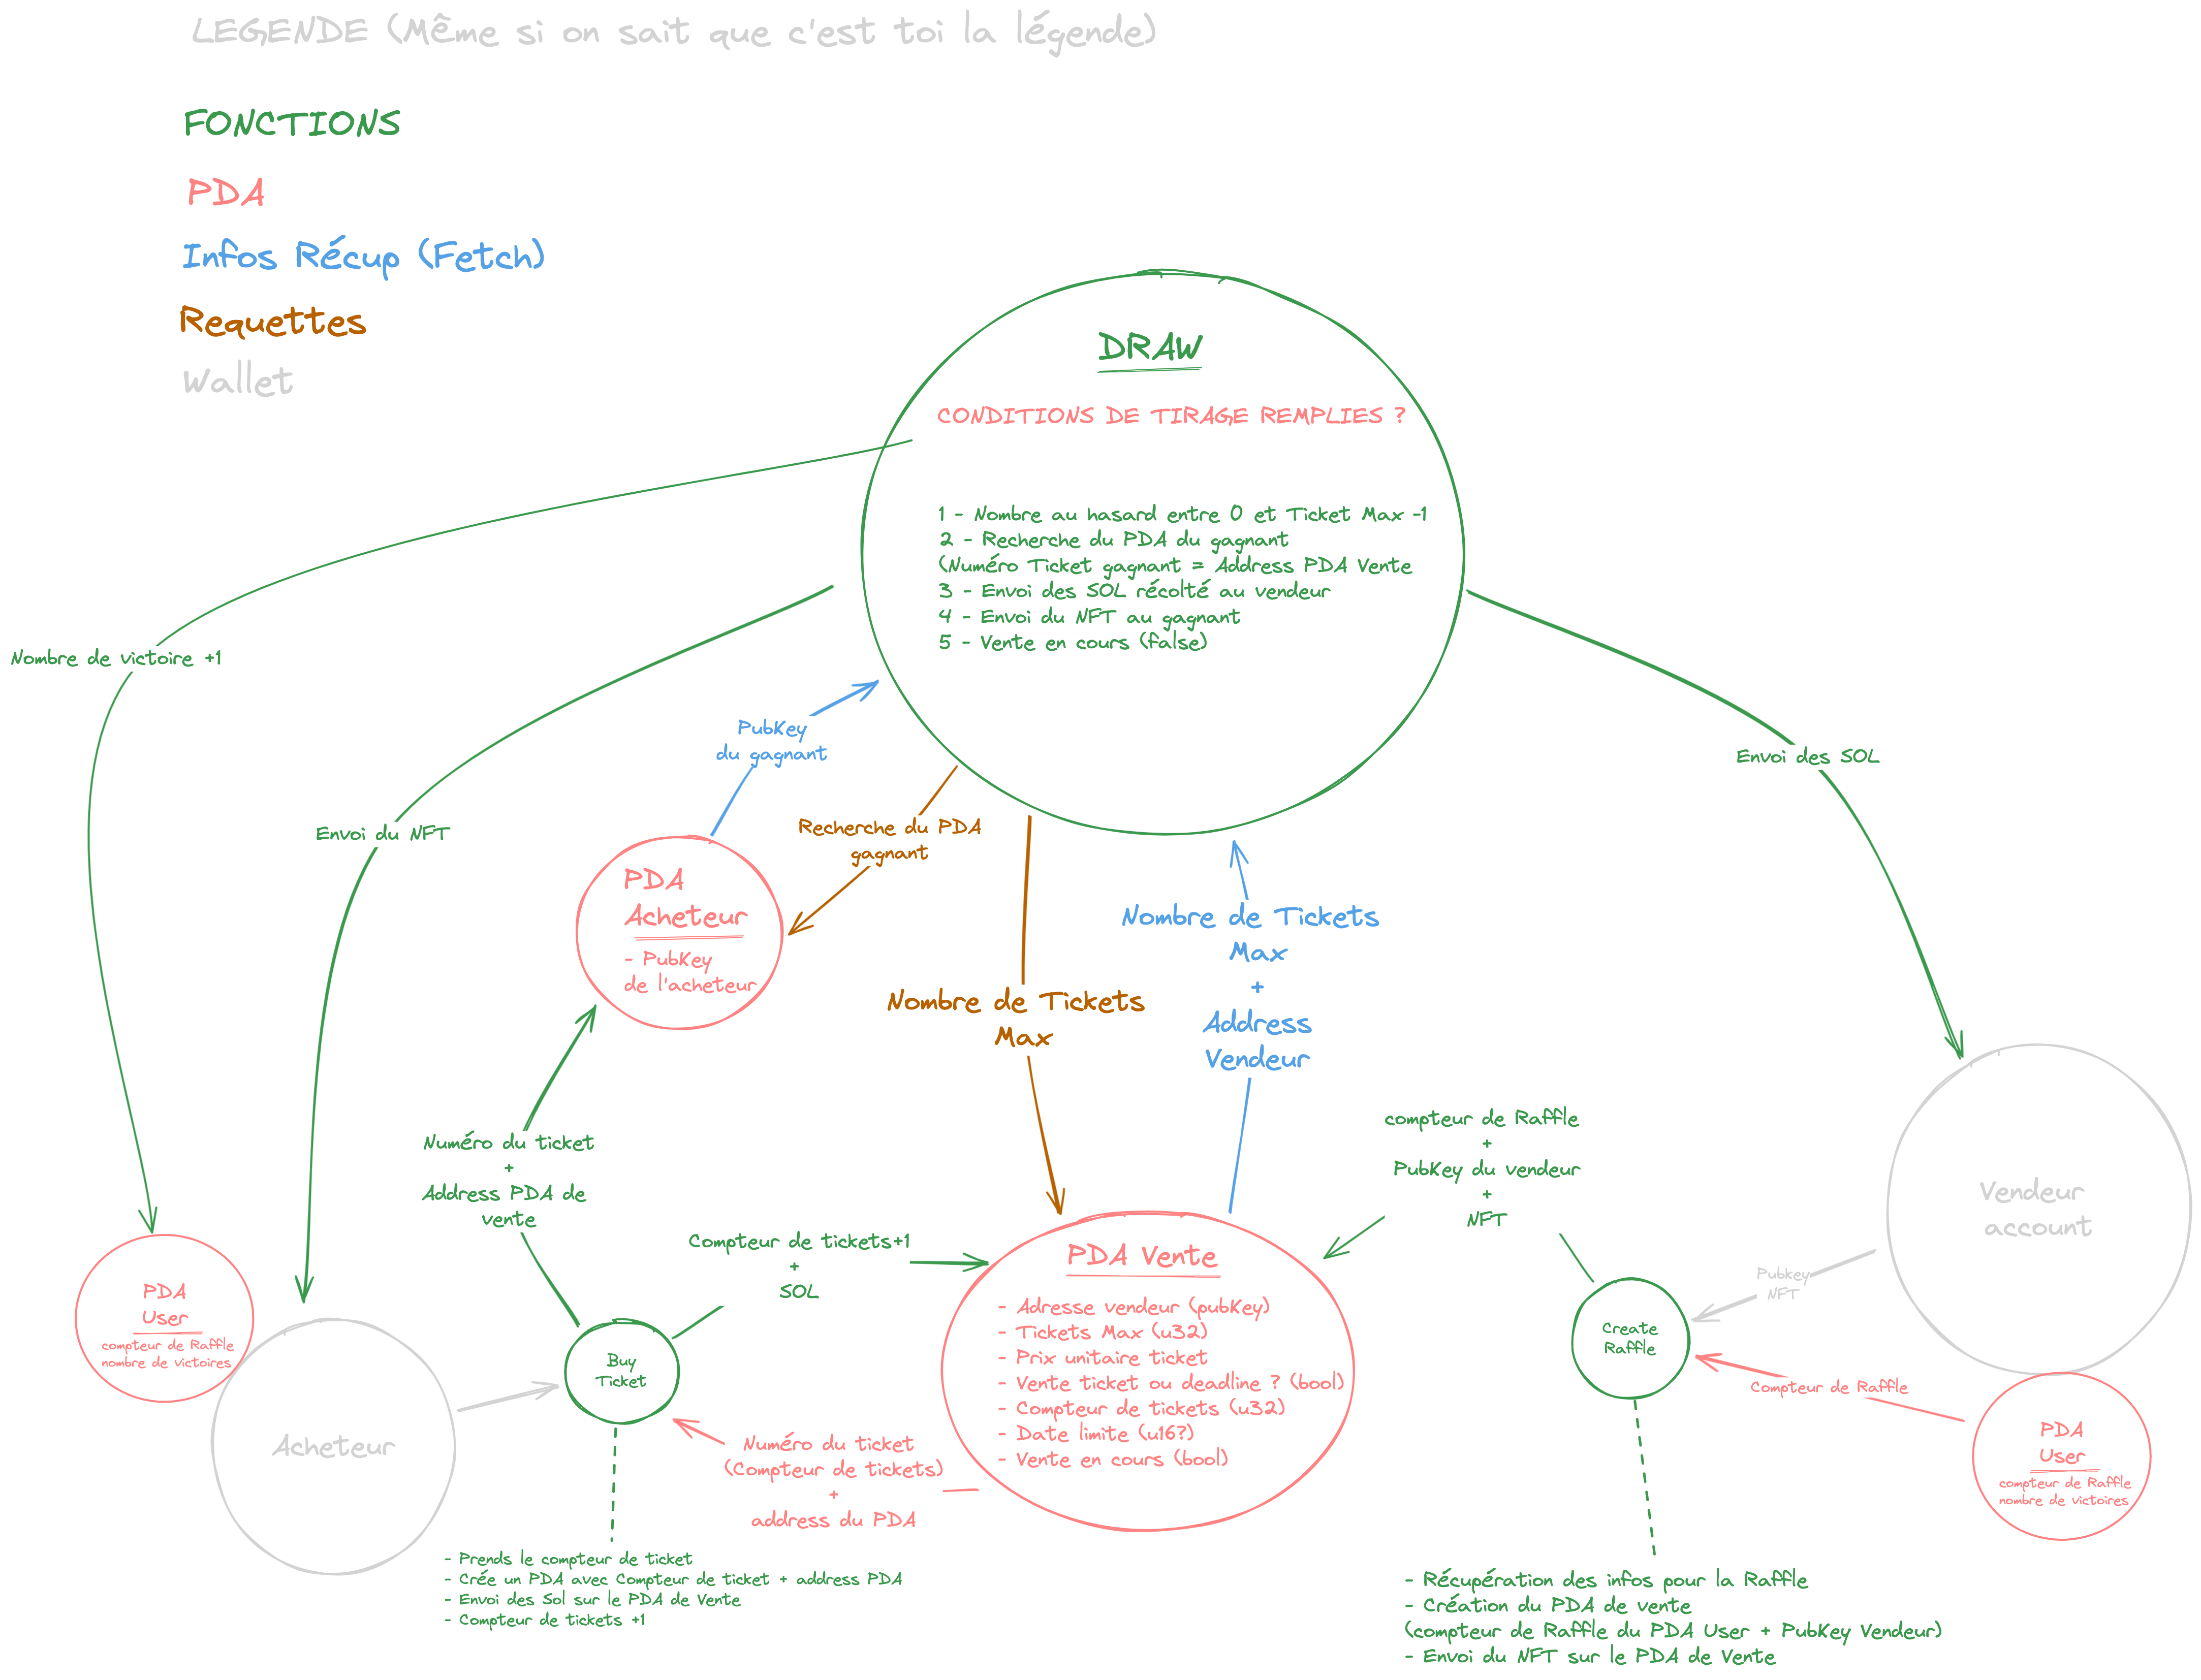 LEGENDE (Même si on sait que c'est toi la légende)
FONCTIONS
PDA
Infos Récup (Fetch)
Requettes
Wallet
DRAW
CONDITIONS DE TIRAGE REMPLIES ?
1 - Nombre au hasard entre 0 et Ticket Max -1
2 - Recherche du PDA du gagnant
(Numéro Ticket gagnant = Address PDA Vente
3 - Envoi des SOL récolté au vendeur
4 - Envoi du NFT au gagnant
5 - Vente en cours (false)
Nombre de victoire +1
Envoi du NFT
PubKey
du gagnant
Recherche du PDA
gagnant
Envoi des SOL
PDA
Acheteur
- PubKey
de l'acheteur
Nombre de Tickets
Max
Nombre de Tickets
Max
+
Address
Vendeur
Numéro du ticket
+
Address PDA de
vente
Compteur de tickets+1
+
SOL
compteur de Raffle
+
PubKey du vendeur
+
NFT
Vendeur
account
Pubkey
NFT
PDA
User
compteur de Raffle
nombre de victoires
Acheteur
Buy
Ticket
PDA Vente
- Adresse vendeur (pubKey)
- Tickets Max (u32)
- Prix unitaire ticket
- Vente ticket ou deadline ? (bool)
- Compteur de tickets (u32)
- Date limite (u16?)
- Vente en cours (bool)
Create
Raffle
Compteur de Raffle
PDA
User
compteur de Raffle
nombre de victoires
Numéro du ticket
(Compteur de tickets)
+
address du PDA
- Prends le compteur de ticket
- Crée un PDA avec Compteur de ticket + address PDA
- Envoi des Sol sur le PDA de Vente
- Compteur de tickets +1
- Récupération des infos pour la Raffle
- Création du PDA de vente
(compteur de Raffle du PDA User + PubKey Vendeur)
- Envoi du NFT sur le PDA de Vente